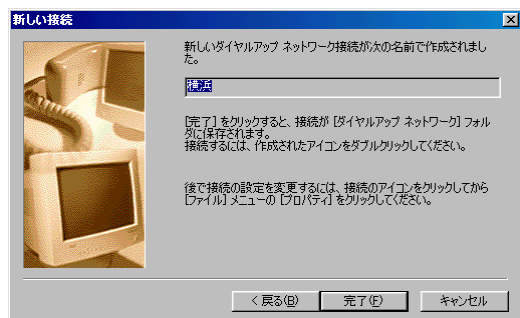 新しい接続
新しいダイヤルアップ ネットワーク接続が次の名前で作成されまし
た。
横浜
[完了] をクリックすると、接続が [ダイヤルアップ ネットワーク] フォル
ダに保存されます。
接続するには、作成されたアイコンをダブルクリックしてください。
後で接続の設定を変更するには、接続のアイコンをクリックしてから
[ファイル] メニューの [プロパティ] をクリックしてください。
< 戻る(B)
完了(F)
キャンセル